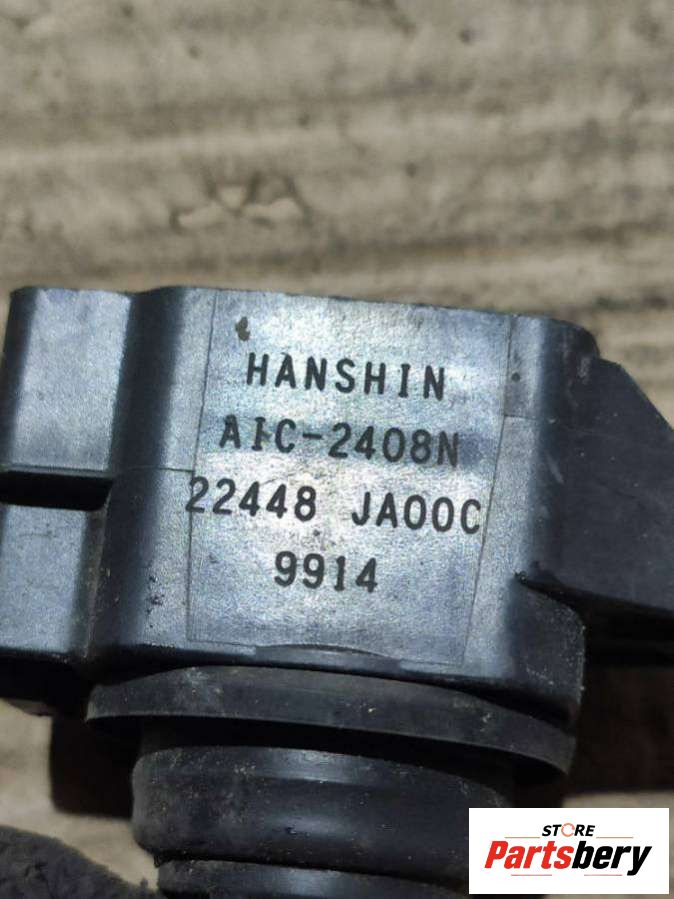 HANSHIN
AIC-2408N
22448 JA00C
9914
STORE
Partsbery